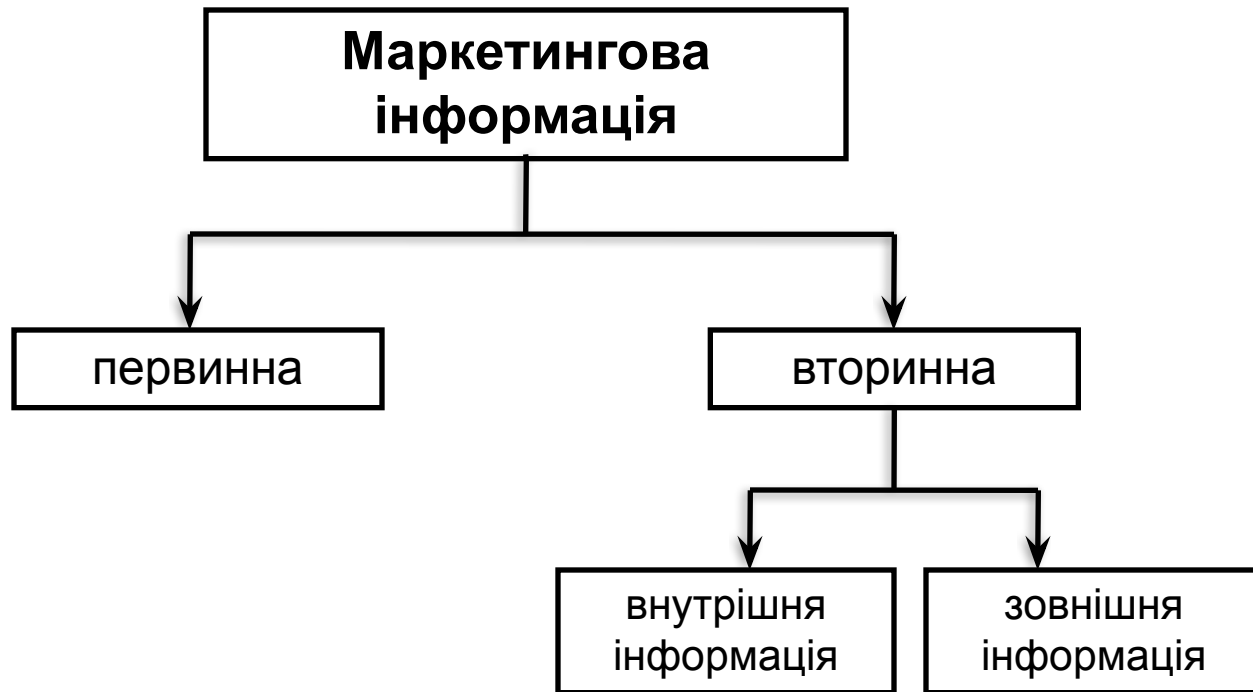 Маркетингова
інформація
первинна
вторинна
внутрішня
інформація
зовнішня
інформація